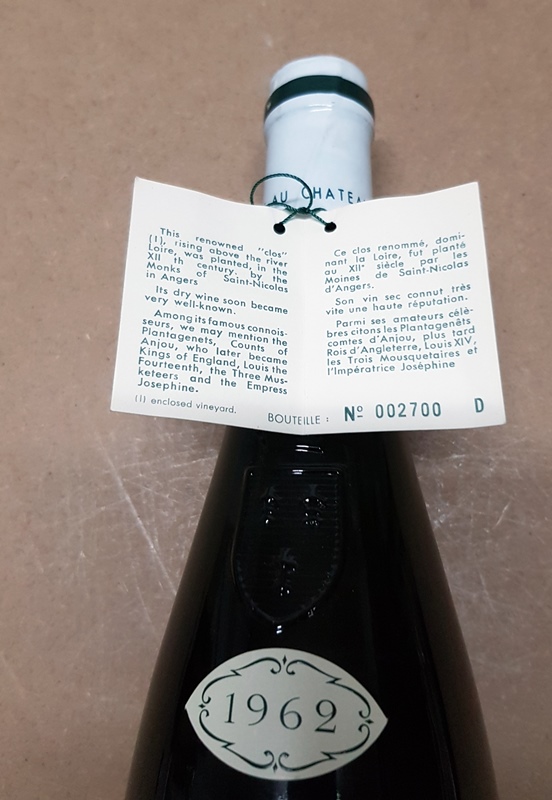 AU CHATEA
This renowned "clos"
(1), rising above the river
Loire, was planted, in the
XII th century, by the
Monks of Saint-Nicolas
in Angers
Its dry wine soon became
very well-known.
Among its famous connois-
seurs, we may mention the
Plantagenets, Counts of
Anjou, who later became
Kings of England, Louis the
Fourteenth, the Three Mus-
keteers and the Empress
Josephine.
(1) enclosed vineyard.
Ce clos renommé, domi-
nant la Loire, fut planté
au XIIe siècle par les
Moines de Saint-Nicolas
d'Angers.
Son vin sec connut très
vite une haute réputation.
Parmi ses amateurs célè-
bres citons les Plantagenêts
comtes d'Anjou, plus tard
Rois d'Angleterre, Louis XIV,
les Trois Mousquetaires et
l'Impératrice Joséphine
BOUTEILLE : Nº 002700 D
1962